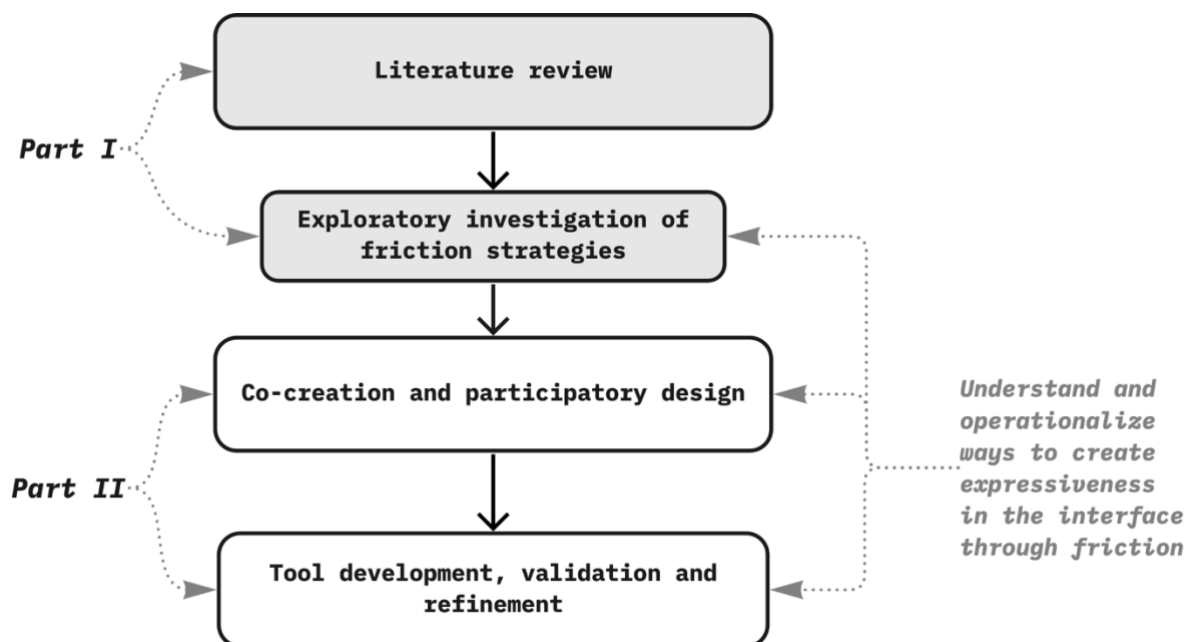 Literature review
Part I
Exploratory investigation of
friction strategies
Co-creation and participatory design
Understand and
operationalize
ways to create
expressiveness
in the interface
through friction
Part II
Tool development, validation and
refinement